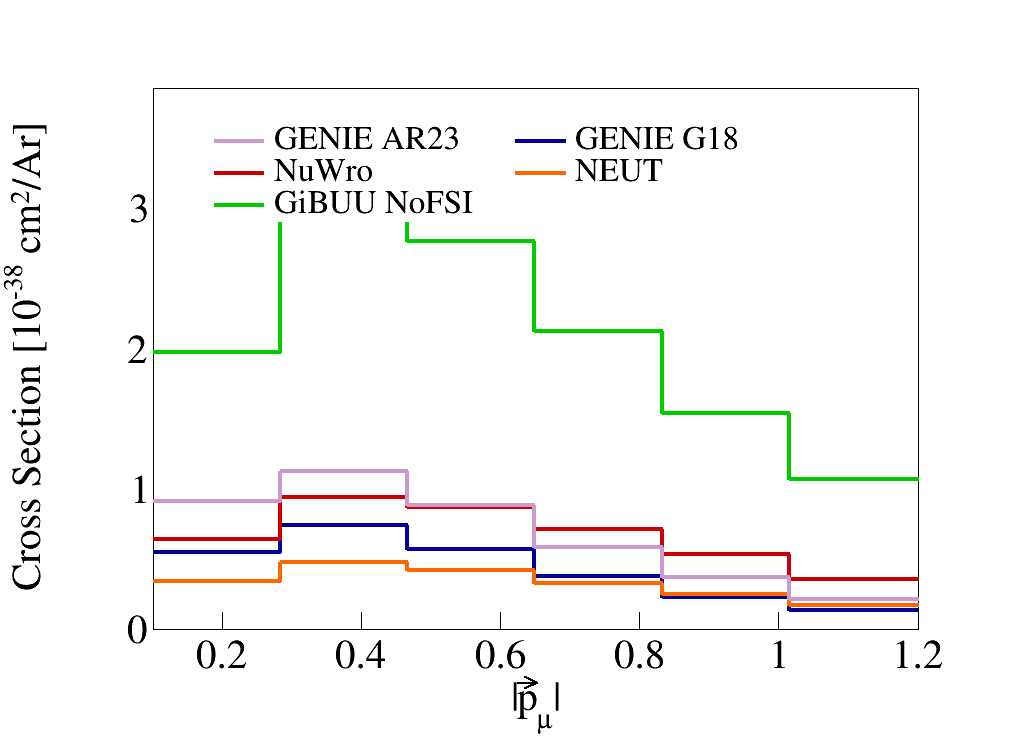 GENIE AR23 GENIE G18
NuWro NEUT
GiBUU NoFSI
Cross Section [10⁻³⁸ cm²/Ar]
3
2
1
0
0.2 0.4 0.6 0.8 1 1.2
|p⃗_μ|